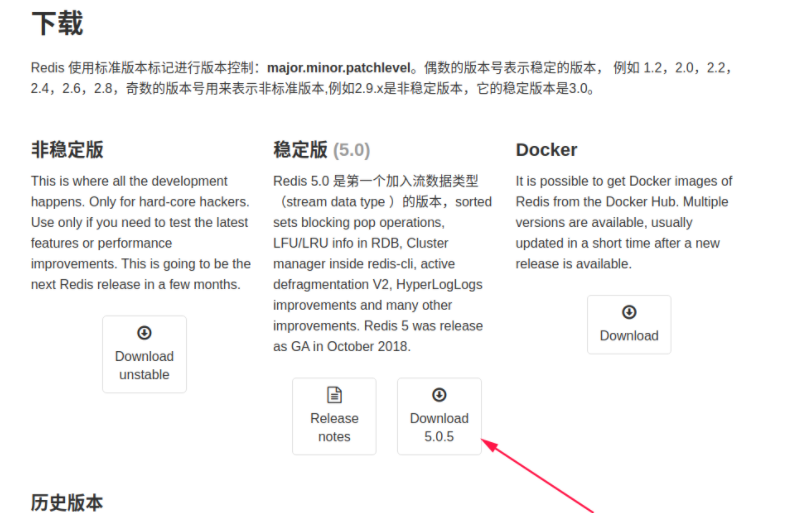 下载
Redis 使用标准版本标记进行版本控制：major.minor.patchlevel。偶数的版本号表示稳定的版本， 例如 1.2，2.0，2.2，
2.4，2.6，2.8，奇数的版本号用来表示非标准版本,例如2.9.x是非稳定版本，它的稳定版本是3.0。
非稳定版
This is where all the development
happens. Only for hard-core hackers.
Use only if you need to test the latest
features or performance
improvements. This is going to be the
next Redis release in a few months.
Download
unstable
稳定版 (5.0)
Redis 5.0 是第一个加入流数据类型
（stream data type ）的版本，sorted
sets blocking pop operations,
LFU/LRU info in RDB, Cluster
manager inside redis-cli, active
defragmentation V2, HyperLogLogs
improvements and many other
improvements. Redis 5 was release
as GA in October 2018.
Release
notes
Download
5.0.5
Docker
It is possible to get Docker images of
Redis from the Docker Hub. Multiple
versions are available, usually
updated in a short time after a new
release is available.
Download
历史版本